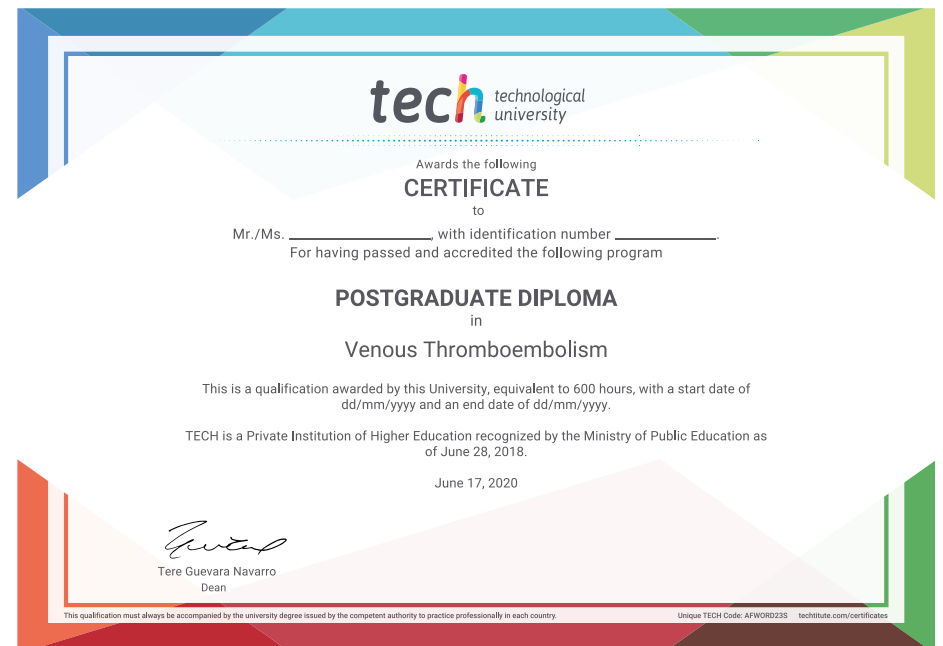 tech technological
university
Awards the following
CERTIFICATE
to
Mr./Ms. ____________________, with identification number ______________.
For having passed and accredited the following program
POSTGRADUATE DIPLOMA
in
Venous Thromboembolism
This is a qualification awarded by this University, equivalent to 600 hours, with a start date of
dd/mm/yyyy and an end date of dd/mm/yyyy.
TECH is a Private Institution of Higher Education recognized by the Ministry of Public Education as
of June 28, 2018.
June 17, 2020
Tere Guevara Navarro
Dean
This qualification must always be accompanied by the university degree issued by the competent authority to practice professionally in each country.
Unique TECH Code: AFWORD23S techtitute.com/certificates